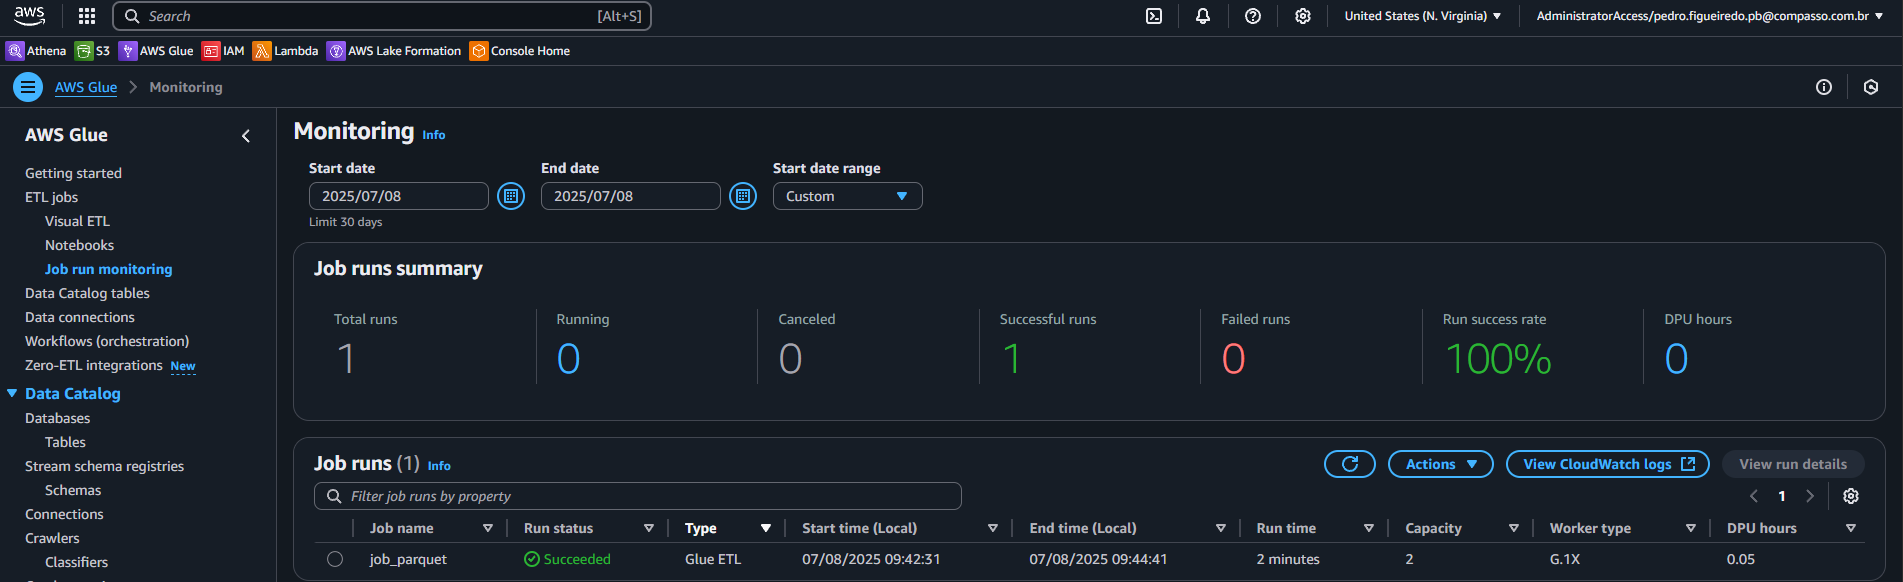 aws Search [Alt+S] United States (N. Virginia) AdministratorAccess/pedro.figueiredo.pb@compasso.com.br
Athena S3 AWS Glue IAM Lambda AWS Lake Formation Console Home
AWS Glue Monitoring
AWS Glue
Getting started
ETL jobs
Visual ETL
Notebooks
Job run monitoring
Data Catalog tables
Data connections
Workflows (orchestration)
Zero-ETL integrations New
Data Catalog
Databases
Tables
Stream schema registries
Schemas
Connections
Crawlers
Classifiers
Monitoring Info
Start date End date Start date range
2025/07/08 2025/07/08 Custom
Limit 30 days
Job runs summary
Total runs Running Canceled Successful runs Failed runs Run success rate DPU hours
1 0 0 1 0 100% 0
Job runs (1) Info Actions View CloudWatch logs View run details
Filter job runs by property 1
Job name Run status Type Start time (Local) End time (Local) Run time Capacity Worker type DPU hours
job_parquet Succeeded Glue ETL 07/08/2025 09:42:31 07/08/2025 09:44:41 2 minutes 2 G.1X 0.05